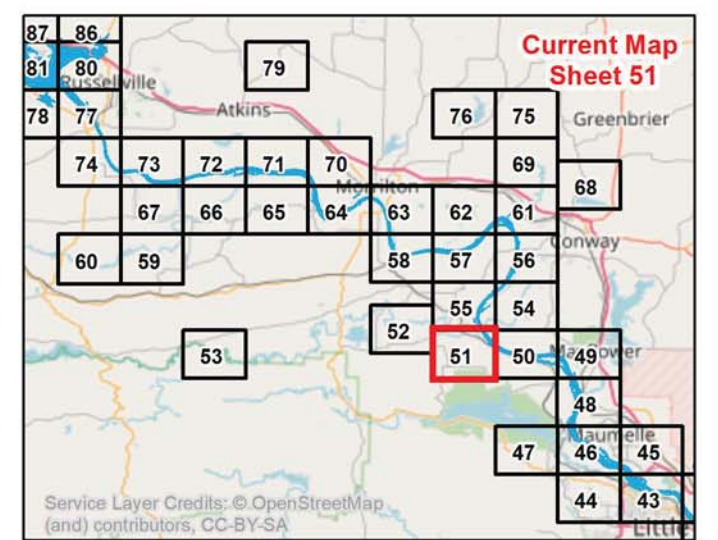 87 86
Current Map
Sheet 51
81 80
Russellville
79
78 77
Atkins
76 75
Greenbrier
74 73 72 71 70
69
68
Morrilton
67 66 65 64 63 62 61
Conway
60 59
58 57 56
55 54
52
53
51 50 49
Mayflower
48
Maumelle
47 46 45
Service Layer Credits: © OpenStreetMap
(and) contributors, CC-BY-SA
44 43
Little